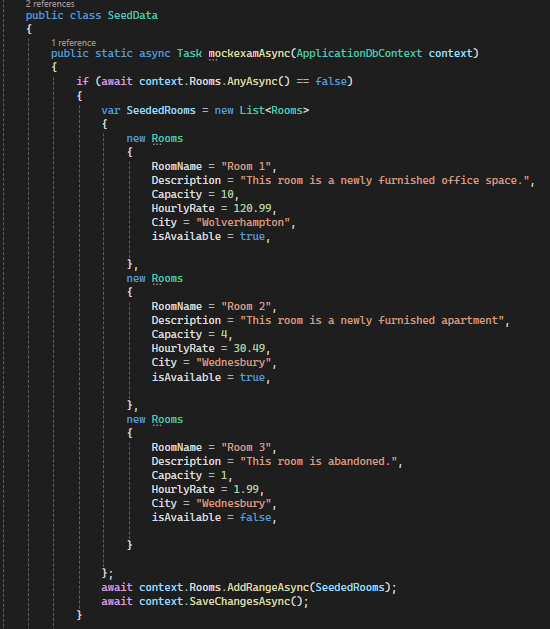 2 references
public class SeedData
{
1 reference
public static async Task mockexamAsync(ApplicationDbContext context)
{
if (await context.Rooms.AnyAsync() == false)
{
var SeededRooms = new List<Rooms>
{
new Rooms
{
RoomName = "Room 1",
Description = "This room is a newly furnished office space.",
Capacity = 10,
HourlyRate = 120.99,
City = "Wolverhampton",
isAvailable = true,
},
new Rooms
{
RoomName = "Room 2",
Description = "This room is a newly furnished apartment",
Capacity = 4,
HourlyRate = 30.49,
City = "Wednesbury",
isAvailable = true,
},
new Rooms
{
RoomName = "Room 3",
Description = "This room is abandoned.",
Capacity = 1,
HourlyRate = 1.99,
City = "Wednesbury",
isAvailable = false,
}
};
await context.Rooms.AddRangeAsync(SeededRooms);
await context.SaveChangesAsync();
}